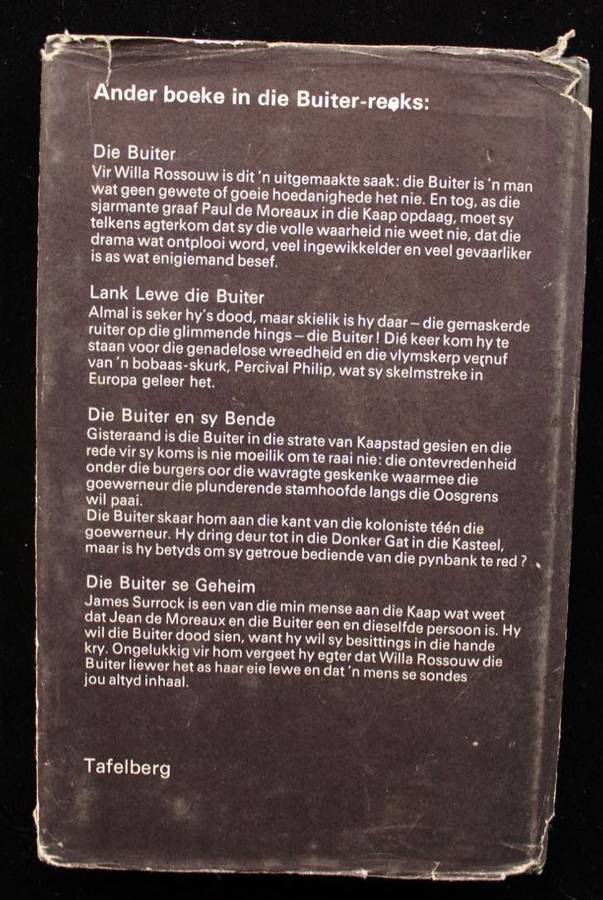 Ander boeke in die Buiter-reeks:
Die Buiter
Vir Willa Rossouw is dit 'n uitgemaakte saak: die Buiter is 'n man
wat geen gewete of goeie hoedanighede het nie. En tog, as die
sjarmante graaf Paul de Moreaux in die Kaap opdaag, moet sy
telkens agterkom dat sy die volle waarheid nie weet nie, dat die
drama wat ontplooi word, veel ingewikkelder en veel gevaarliker
is as wat enigiemand besef.
Lank Lewe die Buiter
Almal is seker hy's dood, maar skielik is hy daar – die gemaskerde
ruiter op die glimmende hings – die Buiter! Dié keer kom hy te
staan voor die genadelose wreedheid en die vlymskerp vernuf
van 'n bobaas-skurk, Percival Philip, wat sy skelmstreke in
Europa geleer het.
Die Buiter en sy Bende
Gisteraand is die Buiter in die strate van Kaapstad gesien en die
rede vir sy koms is nie moeilik om te raai nie: die ontevredenheid
onder die burgers oor die wavragte geskenke waarmee die
goewerneur die plunderende stamhoofde langs die Oosgrens
wil paai.
Die Buiter skaar hom aan die kant van die koloniste téén die
goewerneur. Hy dring deur tot in die Donker Gat in die Kasteel,
maar is hy betyds om sy getroue bediende van die pynbank te red?
Die Buiter se Geheim
James Surrock is een van die min mense aan die Kaap wat weet
dat Jean de Moreaux en die Buiter een en dieselfde persoon is. Hy
wil die Buiter dood sien, want hy wil sy besittings in die hande
kry. Ongelukkig vir hom vergeet hy egter dat Willa Rossouw die
Buiter liewer het as haar eie lewe en dat 'n mens se sondes
jou altyd inhaal.
Tafelberg